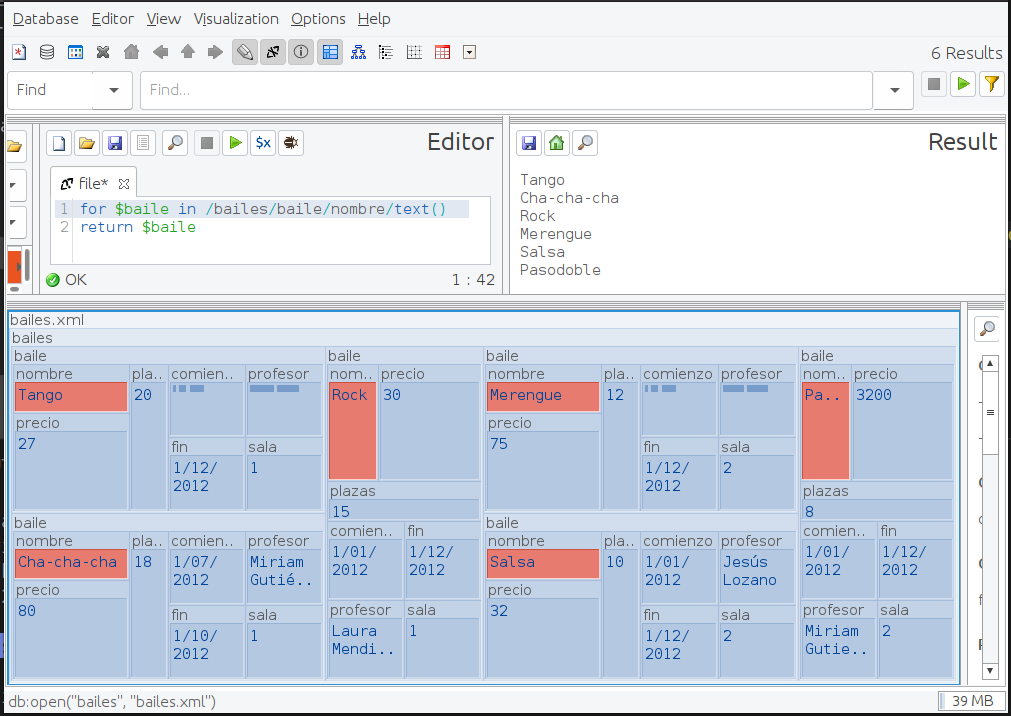 Database Editor View Visualization Options Help
6 Results
Find
Find...
Editor
$x
file*
1 for $baile in /bailes/baile/nombre/text()
2 return $baile
OK
1 : 42
Result
Tango
Cha-cha-cha
Rock
Merengue
Salsa
Pasodoble
bailes.xml
bailes
baile
nombre
Tango
pla..
20
comien..
profesor
precio
27
fin
1/12/
2012
sala
1
baile
nombre
Cha-cha-cha
pla..
18
comien..
1/07/
2012
profesor
Miriam
Gutié..
precio
80
fin
1/10/
2012
sala
1
baile
nom..
Rock
precio
30
plazas
15
comien..
1/01/
2012
fin
1/12/
2012
profesor
Laura
Mendi..
sala
1
baile
nombre
Merengue
pla..
12
comienzo
profesor
precio
75
fin
1/12/
2012
sala
2
baile
nombre
Salsa
pla..
10
comienzo
1/01/
2012
profesor
Jesús
Lozano
precio
32
fin
1/12/
2012
sala
2
baile
nom..
Pa..
precio
3200
plazas
8
comien..
1/01/
2012
fin
1/12/
2012
profesor
Miriam
Gutie..
sala
2
db:open("bailes", "bailes.xml")
39 MB